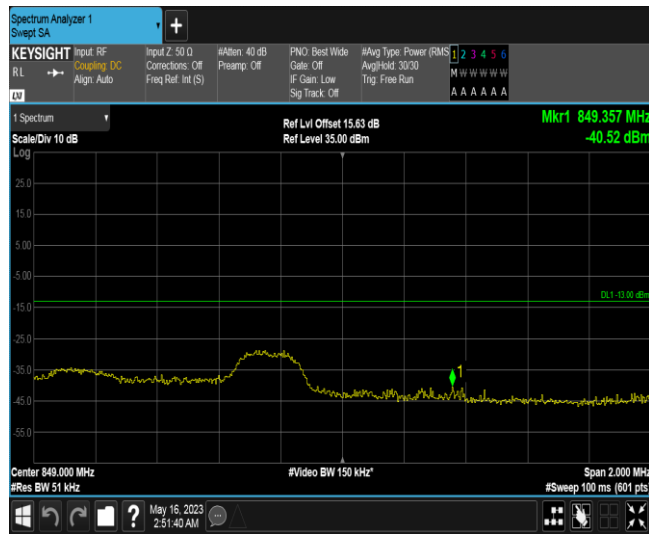 Spectrum Analyzer 1
Swept SA
+
KEYSIGHT
RL
LXI
Input: RF
Coupling: DC
Align: Auto
Input Z: 50 Ω
Corrections: Off
Freq Ref: Int (S)
#Atten: 40 dB
Preamp: Off
PNO: Best Wide
Gate: Off
IF Gain: Low
Sig Track: Off
#Avg Type: Power (RMS
Avg|Hold: 30/30
Trig: Free Run
1 2 3 4 5 6
M W W W W W
A A A A A A
1 Spectrum
Scale/Div 10 dB
Log
Ref Lvl Offset 15.63 dB
Ref Level 35.00 dBm
Mkr1 849.357 MHz
-40.52 dBm
25.0
15.0
5.00
-5.00
DL1 -13.00 dBm
-15.0
-25.0
-35.0
1
-45.0
-55.0
Center 849.000 MHz
#Res BW 51 kHz
#Video BW 150 kHz*
Span 2.000 MHz
#Sweep 100 ms (601 pts
?
May 16, 2023
2:51:40 AM